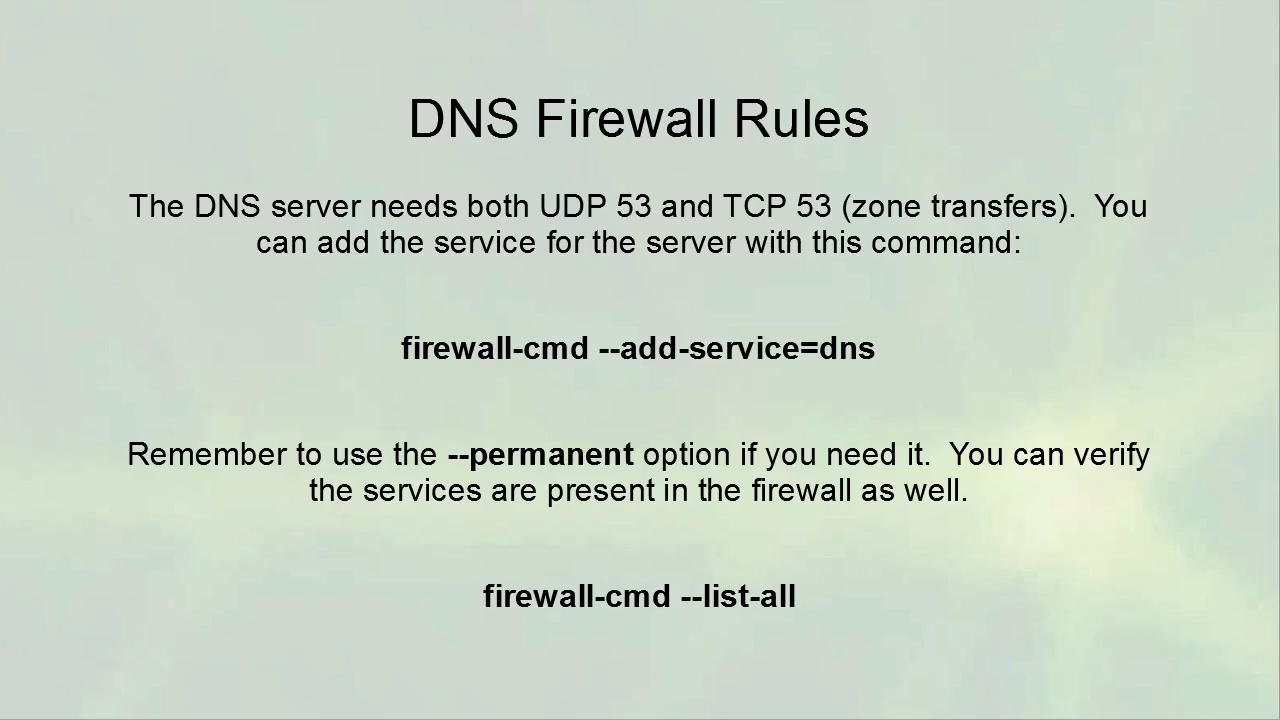 DNS Firewall Rules
The DNS server needs both UDP 53 and TCP 53 (zone transfers).  You
can add the service for the server with this command:
firewall-cmd --add-service=dns
Remember to use the --permanent option if you need it.  You can verify
the services are present in the firewall as well.
firewall-cmd --list-all